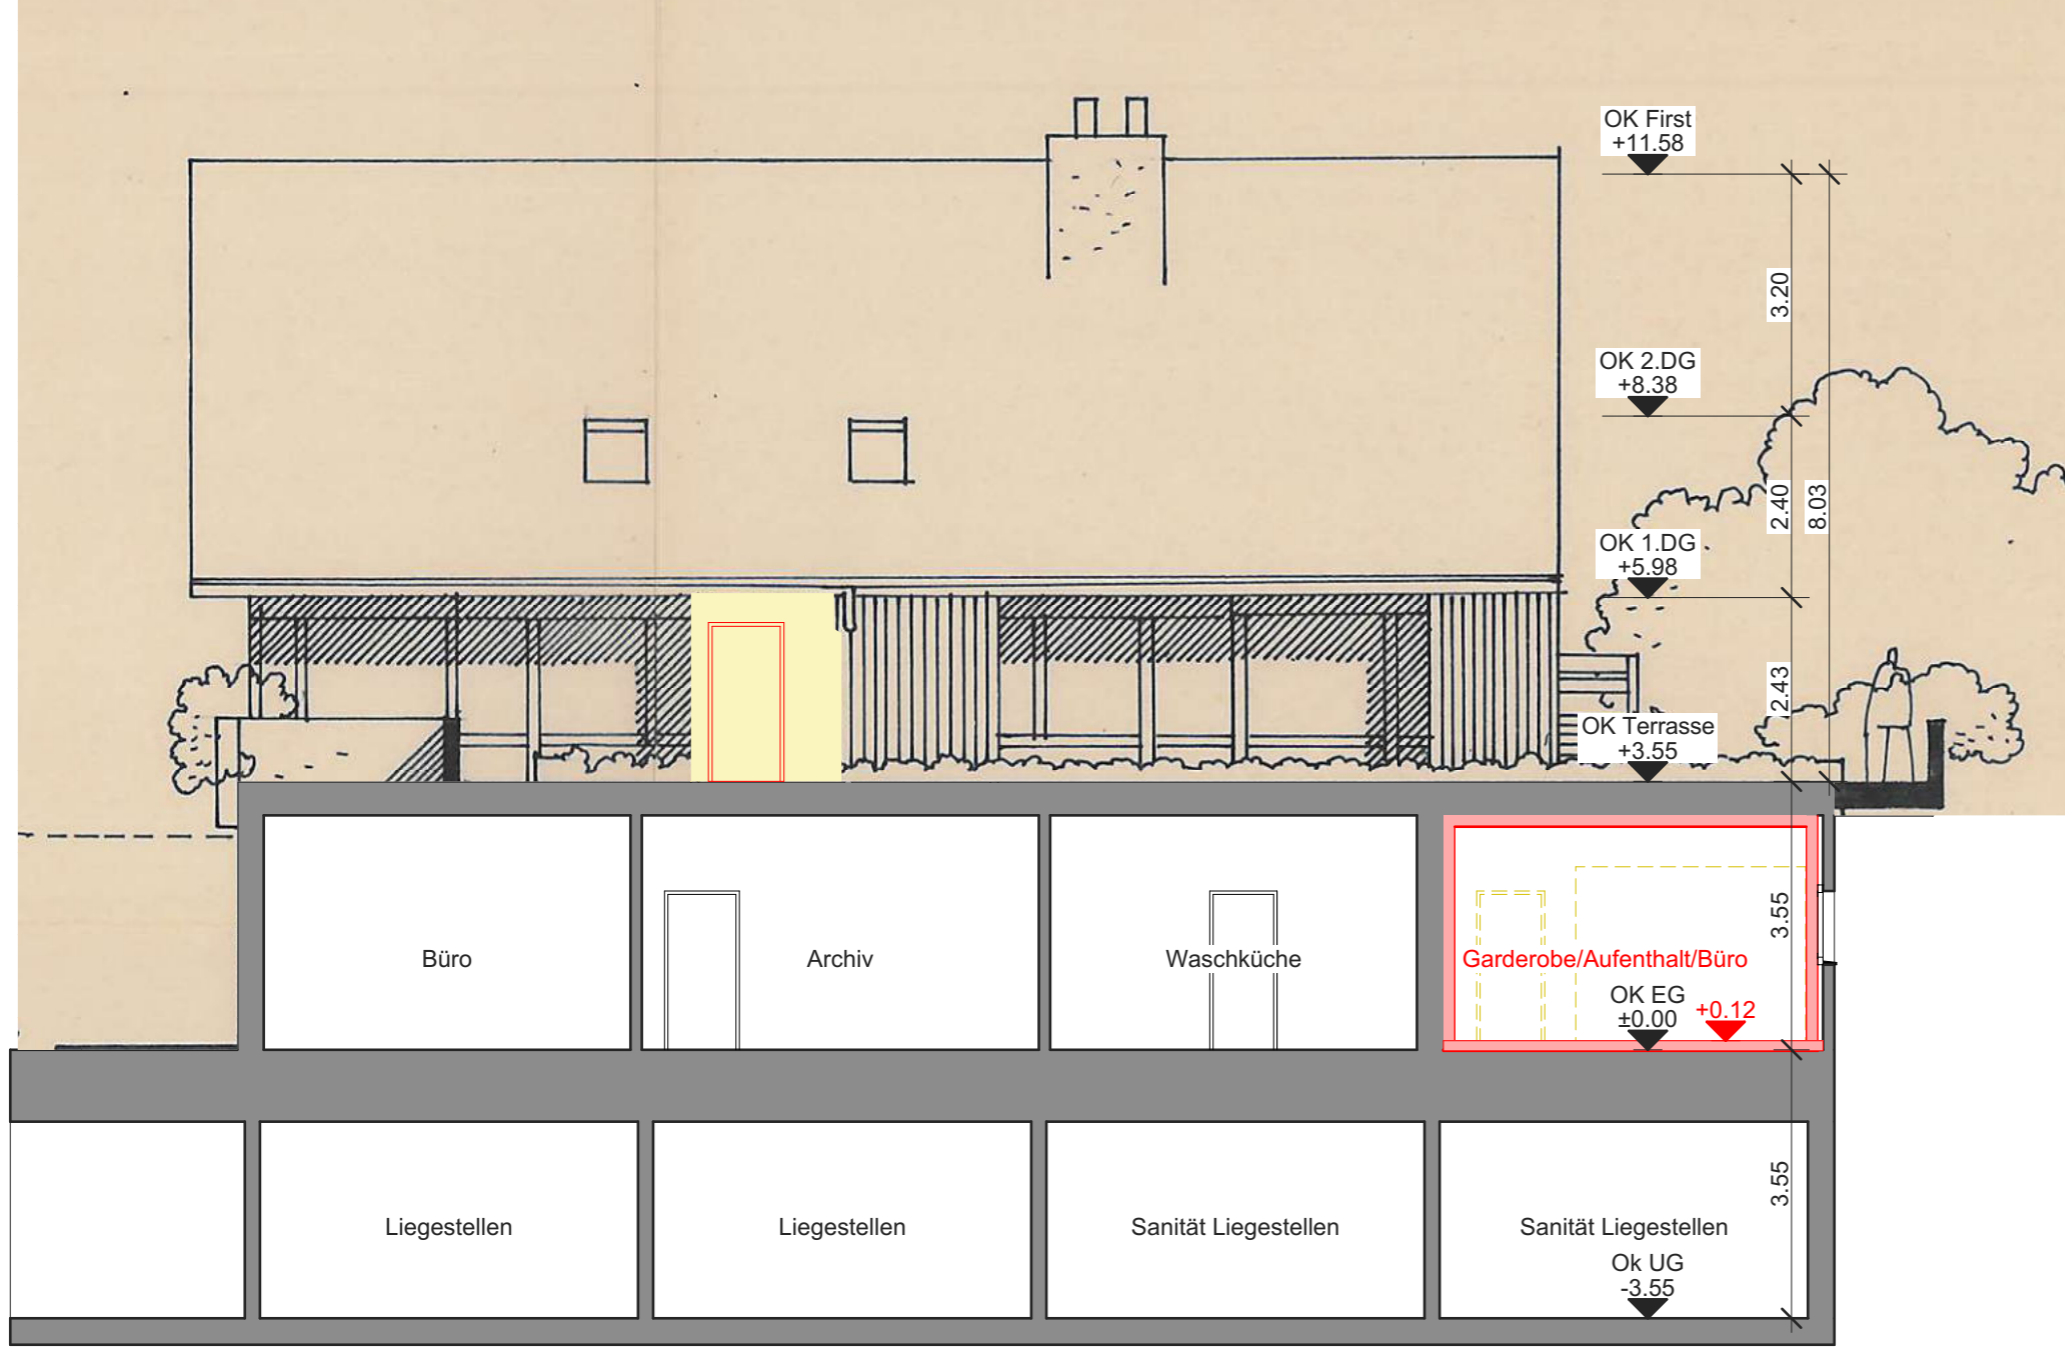 OK First
+11.58
3.20
OK 2.DG
+8.38
2.40
8.03
OK 1.DG
+5.98
2.43
OK Terrasse
+3.55
3.55
Büro
Archiv
Waschküche
Garderobe/Aufenthalt/Büro
OK EG
±0.00
+0.12
3.55
Liegestellen
Liegestellen
Sanität Liegestellen
Sanität Liegestellen
Ok UG
-3.55